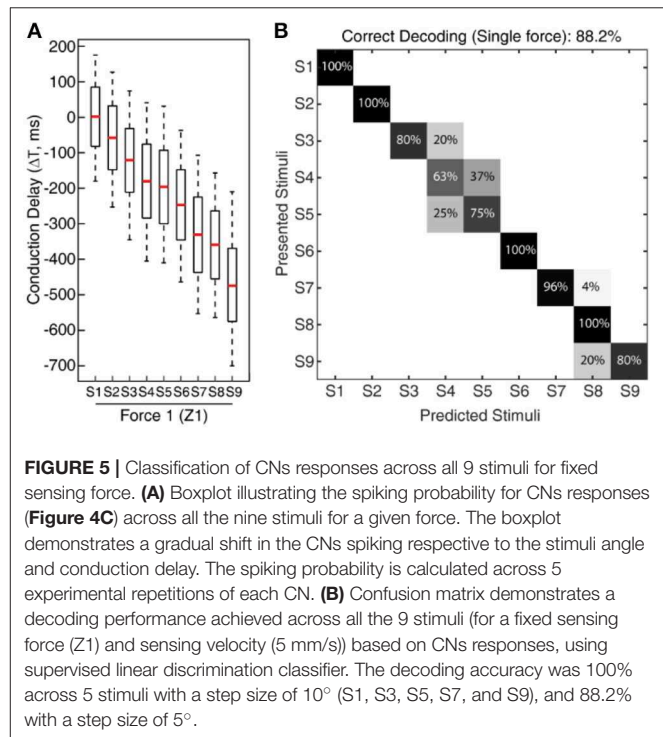 A
B
Correct Decoding (Single force): 88.2%
200
100
0
-100
-200
-300
-400
-500
-600
-700
Conduction Delay (ΔT, ms)
S1 S2 S3 S4 S5 S6 S7 S8 S9
Force 1 (Z1)
Presented Stimuli
S1 100%
S2 100%
S3 80% 20%
S4 63% 37%
S5 25% 75%
S6 100%
S7 96% 4%
S8 100%
S9 20% 80%
S1 S2 S3 S4 S5 S6 S7 S8 S9
Predicted Stimuli
FIGURE 5 | Classification of CNs responses across all 9 stimuli for fixed
sensing force. (A) Boxplot illustrating the spiking probability for CNs responses
(Figure 4C) across all the nine stimuli for a given force. The boxplot
demonstrates a gradual shift in the CNs spiking respective to the stimuli angle
and conduction delay. The spiking probability is calculated across 5
experimental repetitions of each CN. (B) Confusion matrix demonstrates a
decoding performance achieved across all the 9 stimuli (for a fixed sensing
force (Z1) and sensing velocity (5 mm/s)) based on CNs responses, using
supervised linear discrimination classifier. The decoding accuracy was 100%
across 5 stimuli with a step size of 10° (S1, S3, S5, S7, and S9), and 88.2%
with a step size of 5°.